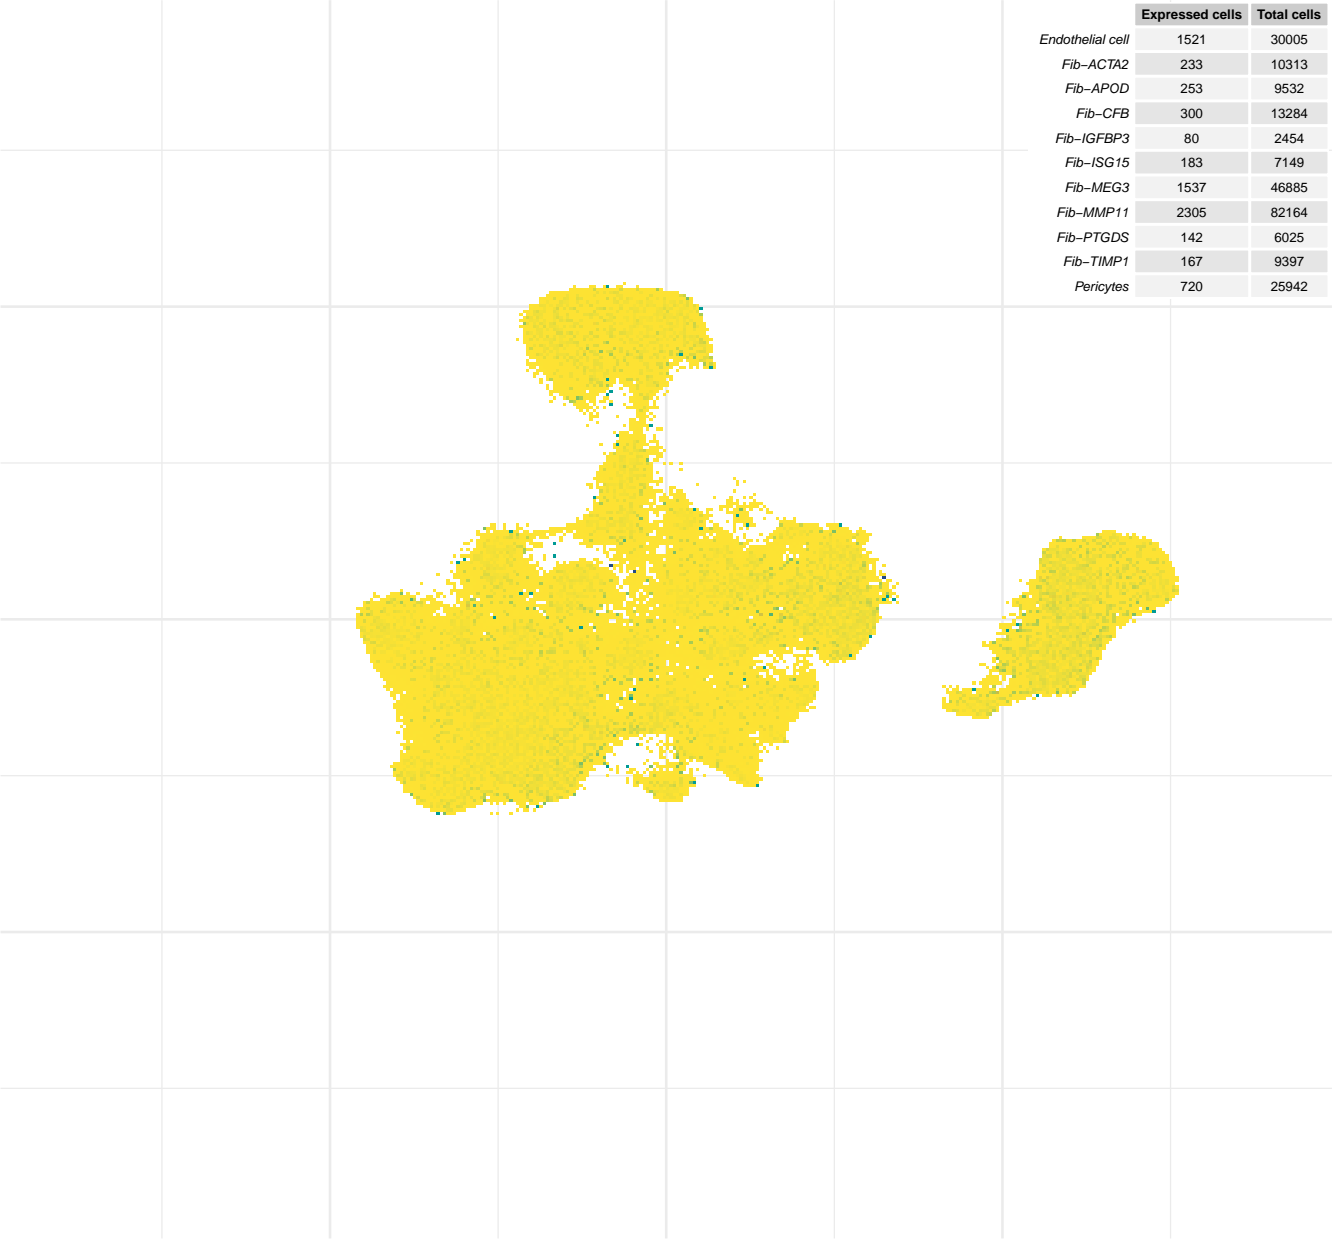 Expressed cells Total cells
Endothelial cell 1521 30005
Fib−ACTA2 233 10313
Fib−APOD 253 9532
Fib−CFB 300 13284
Fib−IGFBP3 80 2454
Fib−ISG15 183 7149
Fib−MEG3 1537 46885
Fib−MMP11 2305 82164
Fib−PTGDS 142 6025
Fib−TIMP1 167 9397
Pericytes 720 25942